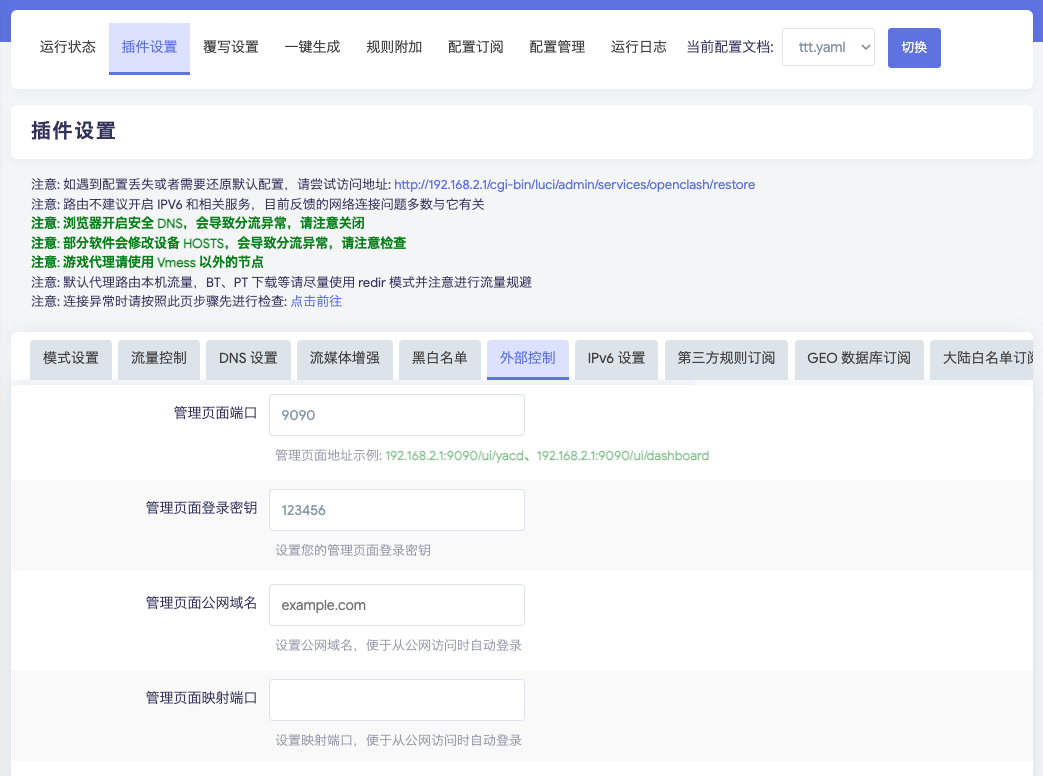 运行状态 插件设置 覆写设置 一键生成 规则附加 配置订阅 配置管理 运行日志 当前配置文档: ttt.yaml 切换
插件设置
注意: 如遇到配置丢失或者需要还原默认配置，请尝试访问地址: http://192.168.2.1/cgi-bin/luci/admin/services/openclash/restore
注意: 路由不建议开启 IPV6 和相关服务，目前反馈的网络连接问题多数与它有关
注意: 浏览器开启安全 DNS，会导致分流异常，请注意关闭
注意: 部分软件会修改设备 HOSTS，会导致分流异常，请注意检查
注意: 游戏代理请使用 Vmess 以外的节点
注意: 默认代理路由本机流量，BT、PT 下载等请尽量使用 redir 模式并注意进行流量规避
注意: 连接异常时请按照此页步骤先进行检查: 点击前往
模式设置 流量控制 DNS 设置 流媒体增强 黑白名单 外部控制 IPv6 设置 第三方规则订阅 GEO 数据库订阅 大陆白名单订阅
管理页面端口 9090
管理页面地址示例: 192.168.2.1:9090/ui/yacd、192.168.2.1:9090/ui/dashboard
管理页面登录密钥 123456
设置您的管理页面登录密钥
管理页面公网域名 example.com
设置公网域名，便于从公网访问时自动登录
管理页面映射端口
设置映射端口，便于从公网访问时自动登录